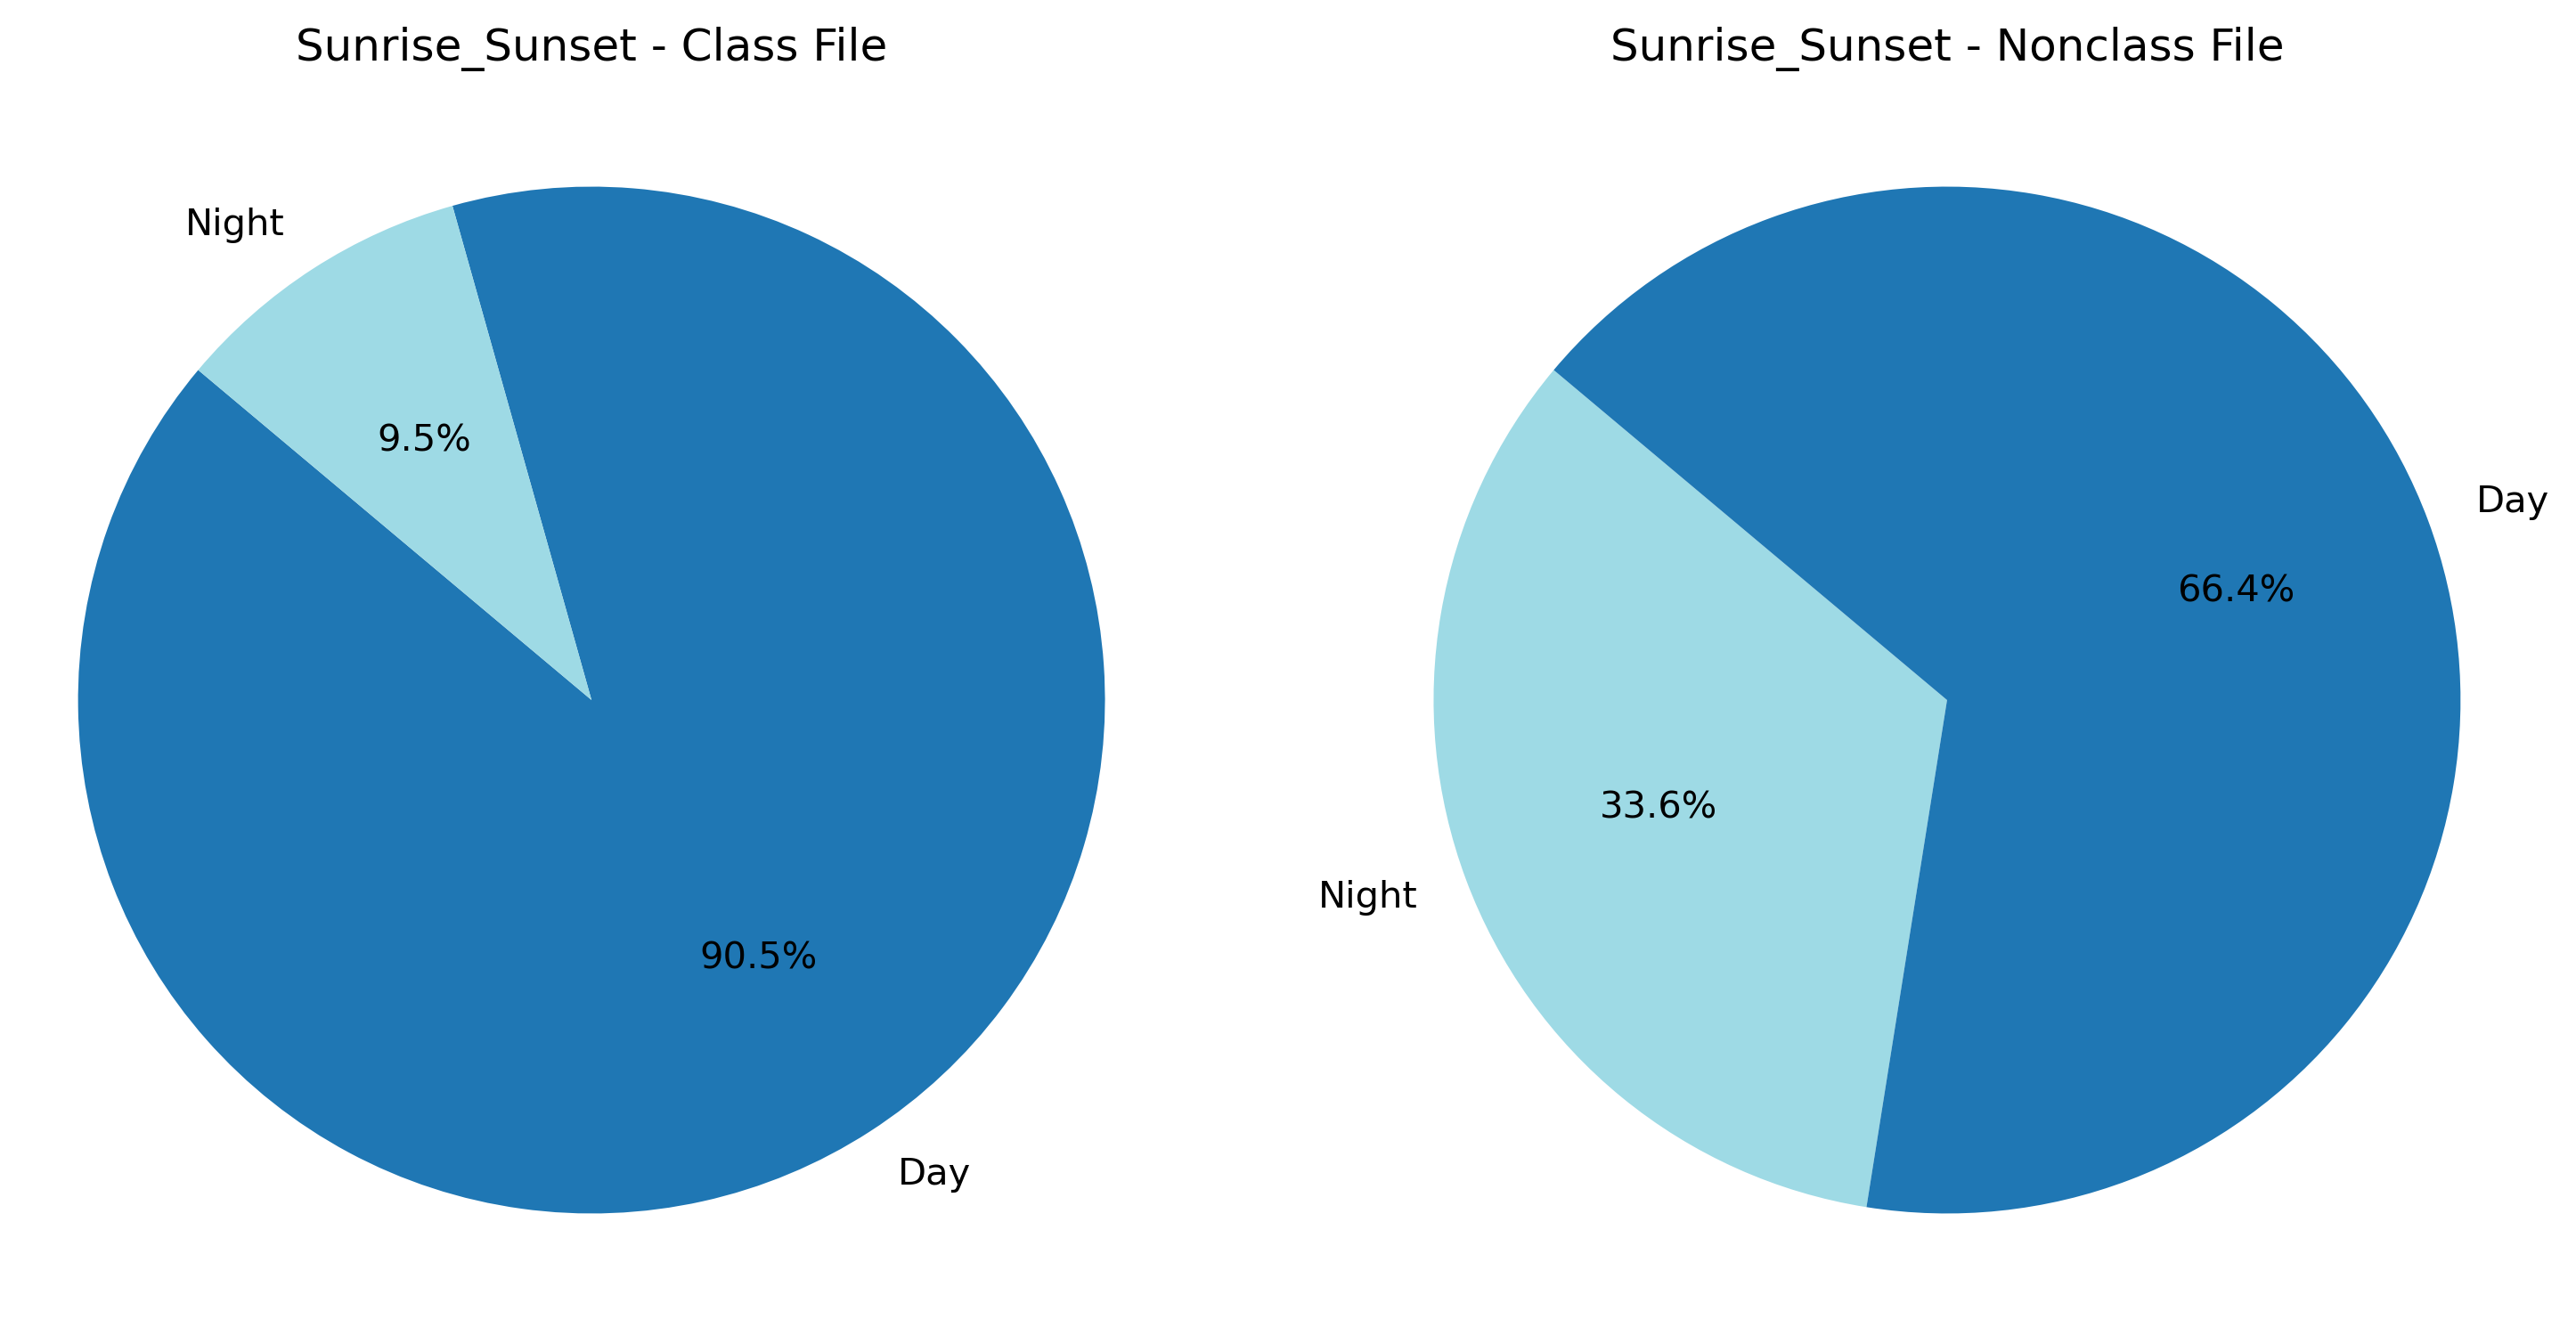 Sunrise_Sunset - Class File
Night
9.5%
90.5%
Day
Sunrise_Sunset - Nonclass File
Day
66.4%
33.6%
Night